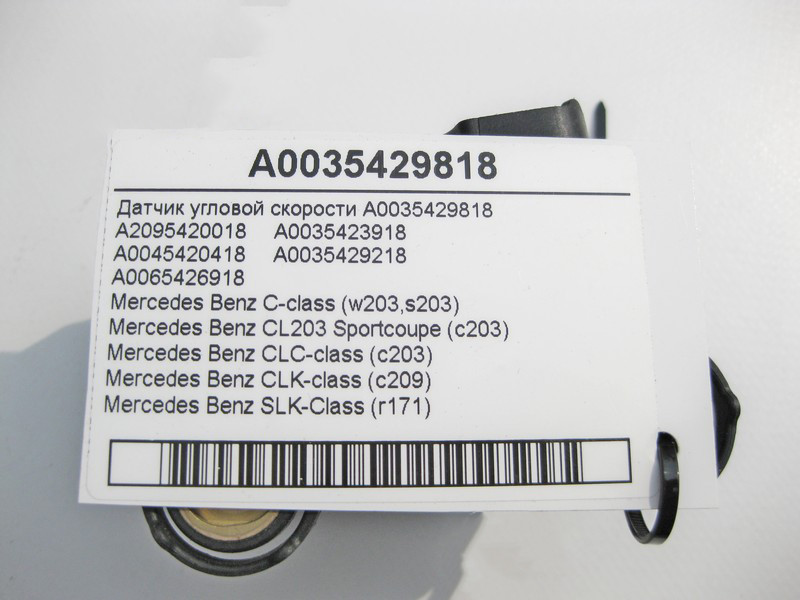 A0035429818
Датчик угловой скорости A0035429818
A2095420018 A0035423918
A0045420418 A0035429218
A0065426918
Mercedes Benz C-class (w203,s203)
Mercedes Benz CL203 Sportcoupe (c203)
Mercedes Benz CLC-class (c203)
Mercedes Benz CLK-class (c209)
Mercedes Benz SLK-Class (r171)